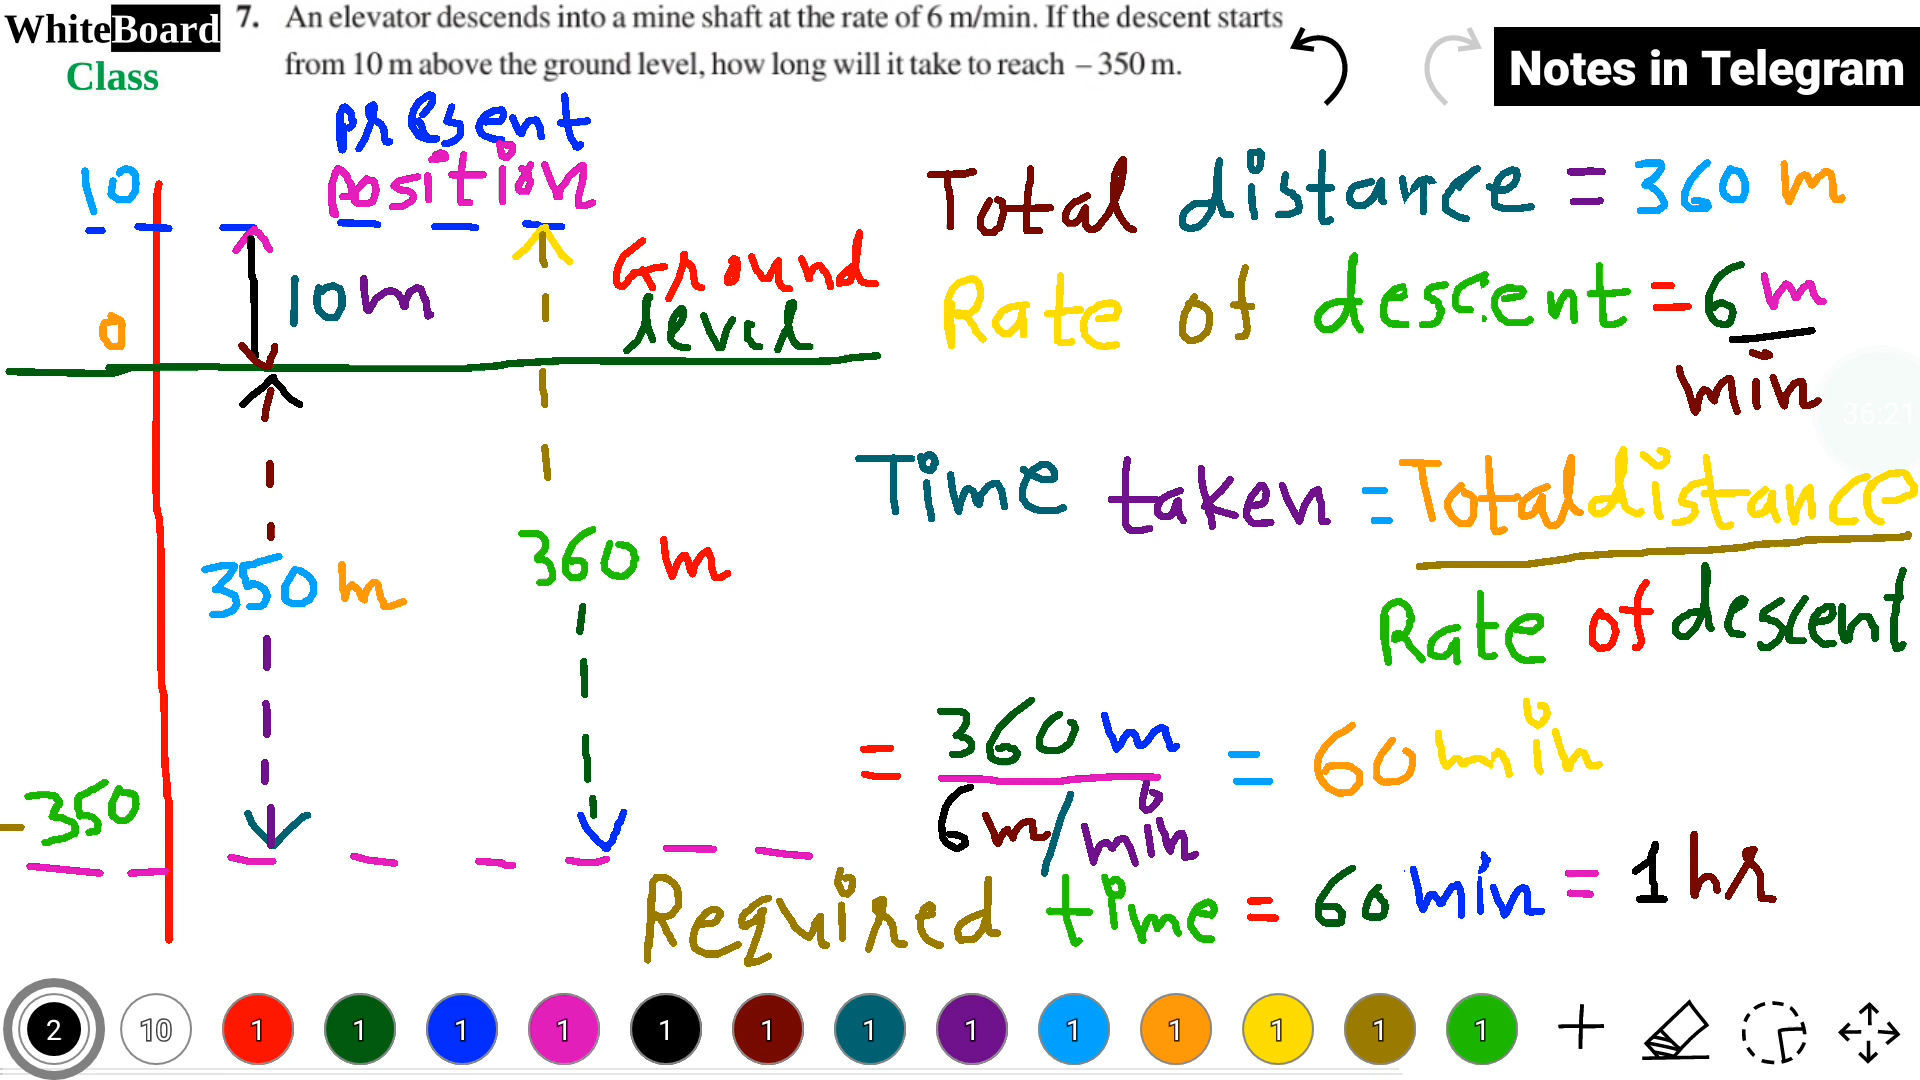 WhiteBoard
Class
7. An elevator descends into a mine shaft at the rate of 6 m/min. If the descent starts
from 10 m above the ground level, how long will it take to reach – 350 m.
Notes in Telegram
present
position
10
10 m
0
Ground
level
350 m
360 m
-350
Total distance = 360 m
Rate of descent = 6 m
min
36:21
Time taken = Total distance
Rate of descent
= 360 m = 60 min
6 m/min
Required time = 60 min = 1 hr
2 10 1 1 1 1 1 1 1 1 1 1 1 1 1